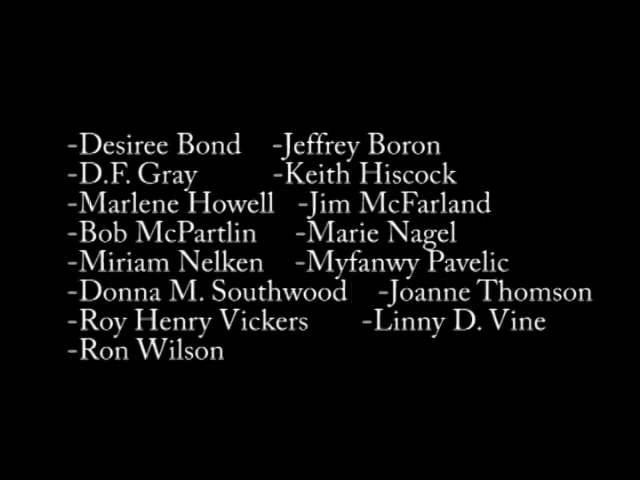 -Desiree Bond -Jeffrey Boron
-D.F. Gray -Keith Hiscock
-Marlene Howell -Jim McFarland
-Bob McPartlin -Marie Nagel
-Miriam Nelken -Myfanwy Pavelic
-Donna M. Southwood -Joanne Thomson
-Roy Henry Vickers -Linny D. Vine
-Ron Wilson